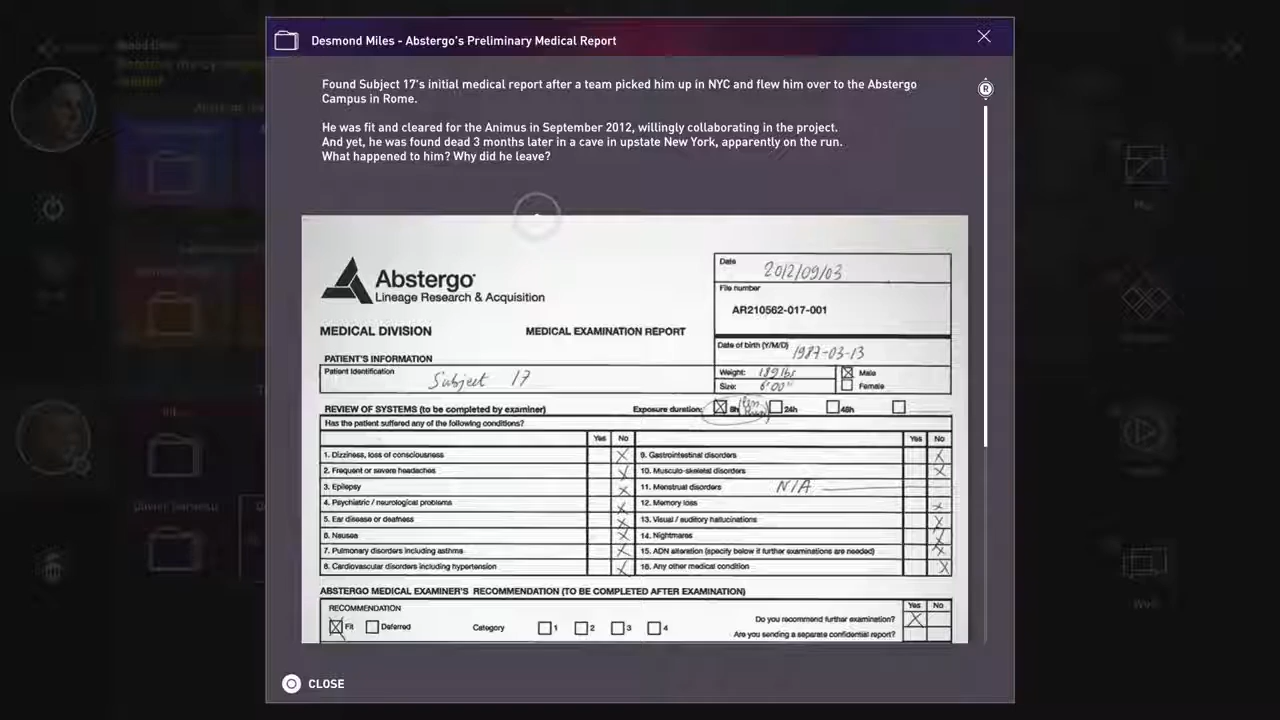 Desmond Miles - Abstergo's Preliminary Medical Report
Found Subject 17's initial medical report after a team picked him up in NYC and flew him over to the Abstergo
Campus in Rome.
He was fit and cleared for the Animus in September 2012, willingly collaborating in the project.
And yet, he was found dead 3 months later in a cave in upstate New York, apparently on the run.
What happened to him? Why did he leave?
R
Abstergo
Lineage Research & Acquisition
Date
2012/09/03
File number
AR210562-017-001
MEDICAL DIVISION
MEDICAL EXAMINATION REPORT
Date of birth (Y/M/D) 1987-03-13
PATIENT'S INFORMATION
Patient Identification
Subject 17
Weight: 189 lbs
Male
Size: 6'00"
Female
REVIEW OF SYSTEMS (to be completed by examiner)
Exposure duration: 8h 24h 48h
Has the patient suffered any of the following conditions?
Yes No Yes No
1. Dizziness, loss of consciousness
9. Gastrointestinal disorders
2. Frequent or severe headaches
10. Musculo-skeletal disorders
3. Epilepsy
11. Menstrual disorders N/A
4. Psychiatric / neurological problems
12. Memory loss
5. Ear disease or deafness
13. Visual / auditory hallucinations
6. Nausea
14. Nightmares
7. Pulmonary disorders including asthma
15. ADN alteration (specify below if further examinations are needed)
8. Cardiovascular disorders including hypertension
16. Any other medical condition
ABSTERGO MEDICAL EXAMINER'S RECOMMENDATION (TO BE COMPLETED AFTER EXAMINATION)
RECOMMENDATION
Yes No
Fit Deferred Category 1 2 3 4
Do you recommend further examination?
Are you sending a separate confidential report?
CLOSE